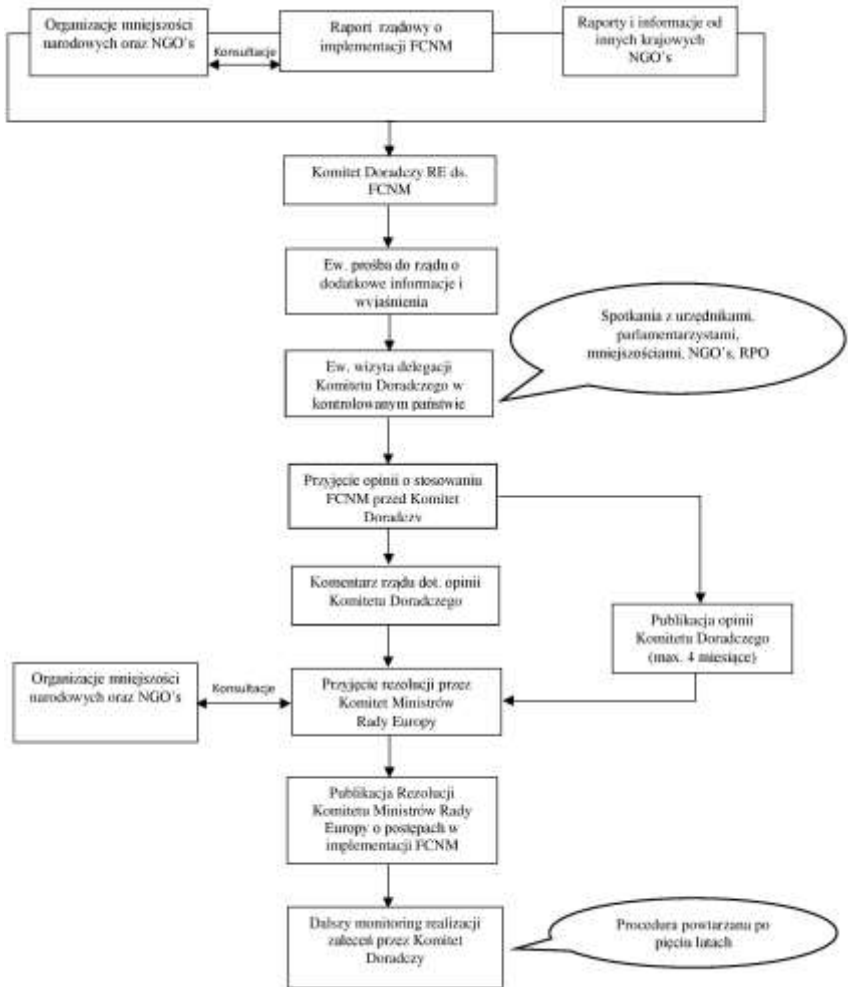 Organizacje mniejszości
narodowych oraz NGO's
Konsultacje
Raport rządowy o
implementacji FCNM
Raporty i informacje od
innych krajowych
NGO's
Komitet Doradczy RE ds.
FCNM
Ew. prośba do rządu o
dodatkowe informacje i
wyjaśnienia
Spotkania z urzędnikami,
parlamentarzystami,
mniejszościami, NGO's, RPO
Ew. wizyta delegacji
Komitetu Doradczego w
kontrolowanym państwie
Przyjęcie opinii o stosowaniu
FCNM przed Komitet
Doradczy
Komentarz rządu dot. opinii
Komitetu Doradczego
Publikacja opinii
Komitetu Doradczego
(max. 4 miesiące)
Organizacje mniejszości
narodowych oraz NGO's
Konsultacje
Przyjęcie rezolucji przez
Komitet Ministrów
Rady Europy
Publikacja Rezolucji
Komitetu Ministrów Rady
Europy o postępach w
implementacji FCNM
Dalszy monitoring realizacji
zaleceń przez Komitet
Doradczy
Procedura powtarzana po
pięciu latach